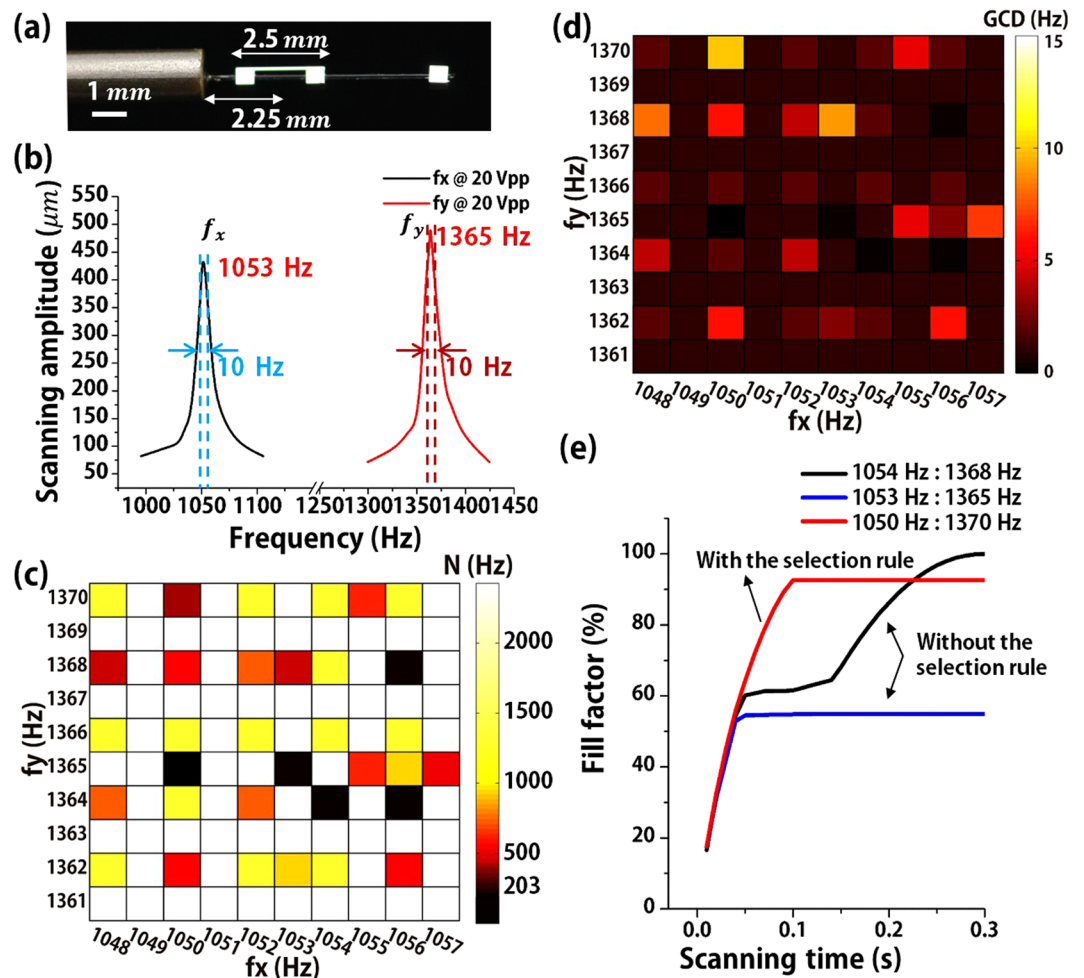 (a)
2.5 mm
1 mm
2.25 mm
(b)
fx @ 20 Vpp
fy @ 20 Vpp
Scanning amplitude (μm)
550
500
450
400
350
300
250
200
150
100
50
fx
1053 Hz
fy
1365 Hz
10 Hz
10 Hz
1000 1050 1100 1250 1300 1350 1400 1450
Frequency (Hz)
(c)
N (Hz)
fy (Hz)
1370
1369
1368
1367
1366
1365
1364
1363
1362
1361
1048 1049 1050 1051 1052 1053 1054 1055 1056 1057
fx (Hz)
2000
1500
1000
500
203
(d)
GCD (Hz)
fy (Hz)
1370
1369
1368
1367
1366
1365
1364
1363
1362
1361
1048 1049 1050 1051 1052 1053 1054 1055 1056 1057
fx (Hz)
15
10
5
0
(e)
1054 Hz : 1368 Hz
1053 Hz : 1365 Hz
1050 Hz : 1370 Hz
Fill factor (%)
100
80
60
40
20
0
With the selection rule
Without the
selection rule
0.0 0.1 0.2 0.3
Scanning time (s)